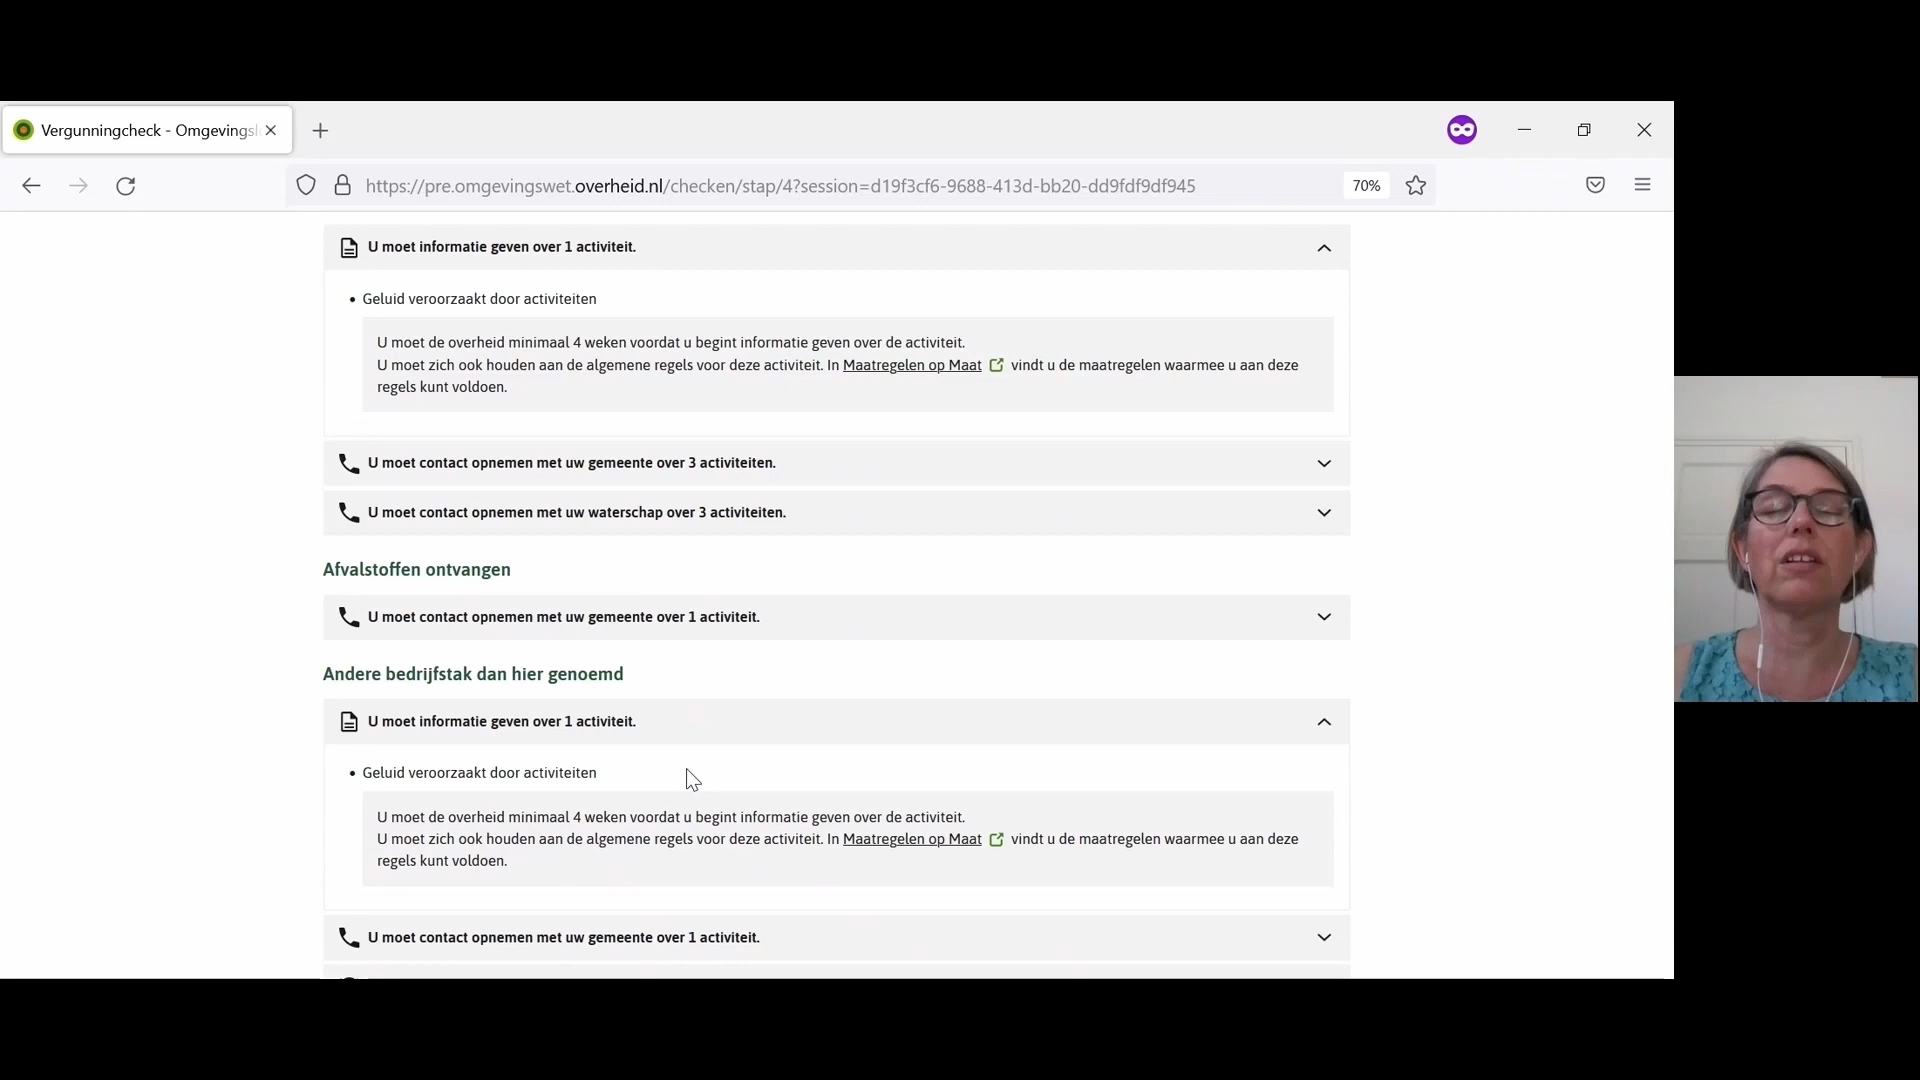 Vergunningcheck - Omgevingsl
https://pre.omgevingswet.overheid.nl/checken/stap/4?session=d19f3cf6-9688-413d-bb20-dd9fdf9df945
70%
U moet informatie geven over 1 activiteit.
• Geluid veroorzaakt door activiteiten
U moet de overheid minimaal 4 weken voordat u begint informatie geven over de activiteit.
U moet zich ook houden aan de algemene regels voor deze activiteit. In Maatregelen op Maat vindt u de maatregelen waarmee u aan deze
regels kunt voldoen.
U moet contact opnemen met uw gemeente over 3 activiteiten.
U moet contact opnemen met uw waterschap over 3 activiteiten.
Afvalstoffen ontvangen
U moet contact opnemen met uw gemeente over 1 activiteit.
Andere bedrijfstak dan hier genoemd
U moet informatie geven over 1 activiteit.
• Geluid veroorzaakt door activiteiten
U moet de overheid minimaal 4 weken voordat u begint informatie geven over de activiteit.
U moet zich ook houden aan de algemene regels voor deze activiteit. In Maatregelen op Maat vindt u de maatregelen waarmee u aan deze
regels kunt voldoen.
U moet contact opnemen met uw gemeente over 1 activiteit.